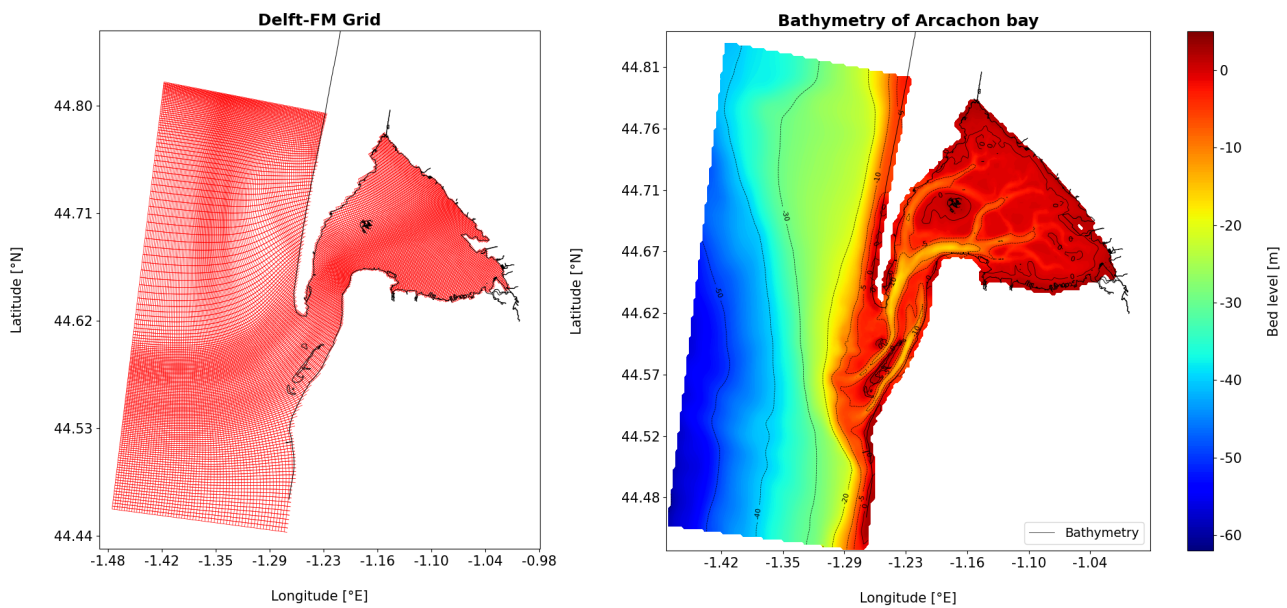 Delft-FM Grid
Latitude [°N]
44.80
44.71
44.62
44.53
44.44
-1.48 -1.42 -1.35 -1.29 -1.23 -1.16 -1.10 -1.04 -0.98
Longitude [°E]
Bathymetry of Arcachon bay
Latitude [°N]
44.81
44.76
44.71
44.67
44.62
44.57
44.52
44.48
-10
-30
-50
-10
-20
-40
-5
Bathymetry
-1.42 -1.35 -1.29 -1.23 -1.16 -1.10 -1.04
Longitude [°E]
0
-10
-20
-30
-40
-50
-60
Bed level [m]